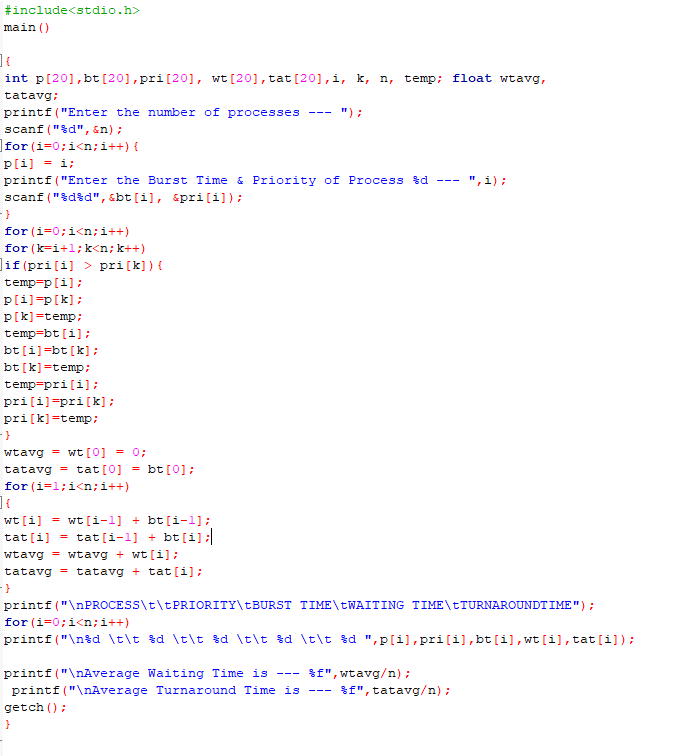 #include<stdio.h>
main()
{
int p[20],bt[20],pri[20], wt[20],tat[20],i, k, n, temp; float wtavg,
tatavg;
printf("Enter the number of processes --- ");
scanf("%d",&n);
for(i=0;i<n;i++){
p[i] = i;
printf("Enter the Burst Time & Priority of Process %d --- ",i);
scanf("%d%d",&bt[i], &pri[i]);
}
for(i=0;i<n;i++)
for(k=i+1;k<n;k++)
if(pri[i] > pri[k]){
temp=p[i];
p[i]=p[k];
p[k]=temp;
temp=bt[i];
bt[i]=bt[k];
bt[k]=temp;
temp=pri[i];
pri[i]=pri[k];
pri[k]=temp;
}
wtavg = wt[0] = 0;
tatavg = tat[0] = bt[0];
for(i=1;i<n;i++)
{
wt[i] = wt[i-1] + bt[i-1];
tat[i] = tat[i-1] + bt[i];
wtavg = wtavg + wt[i];
tatavg = tatavg + tat[i];
}
printf("\nPROCESS\t\tPRIORITY\tBURST TIME\tWAITING TIME\tTURNAROUNDTIME");
for(i=0;i<n;i++)
printf("\n%d \t\t %d \t\t %d \t\t %d \t\t %d ",p[i],pri[i],bt[i],wt[i],tat[i]);
printf("\nAverage Waiting Time is --- %f",wtavg/n);
printf("\nAverage Turnaround Time is --- %f",tatavg/n);
getch();
}